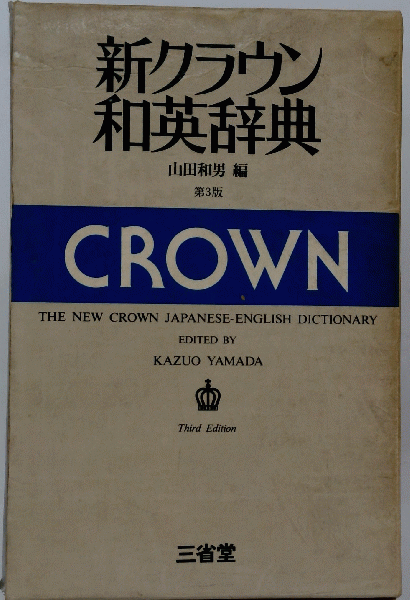 新クラウン
和英辞典
山田和男 編
第3版
CROWN
THE NEW CROWN JAPANESE-ENGLISH DICTIONARY
EDITED BY
KAZUO YAMADA
Third Edition
三省堂